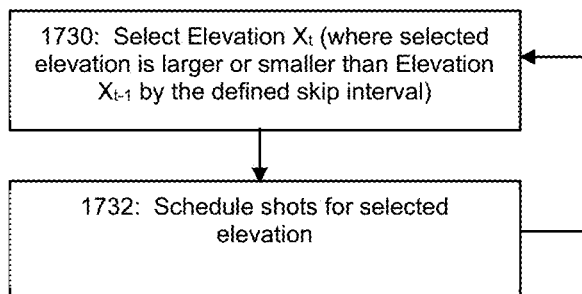 1730: Select Elevation Xₜ (where selected
elevation is larger or smaller than Elevation
Xₜ₋₁ by the defined skip interval)
1732: Schedule shots for selected
elevation